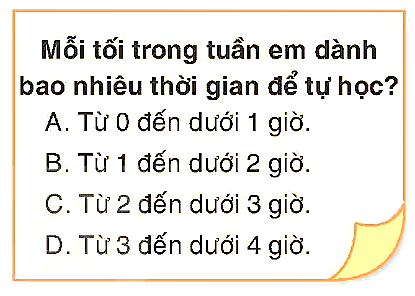 Mỗi tối trong tuần em dành
bao nhiêu thời gian để tự học?
A. Từ 0 đến dưới 1 giờ.
B. Từ 1 đến dưới 2 giờ.
C. Từ 2 đến dưới 3 giờ.
D. Từ 3 đến dưới 4 giờ.